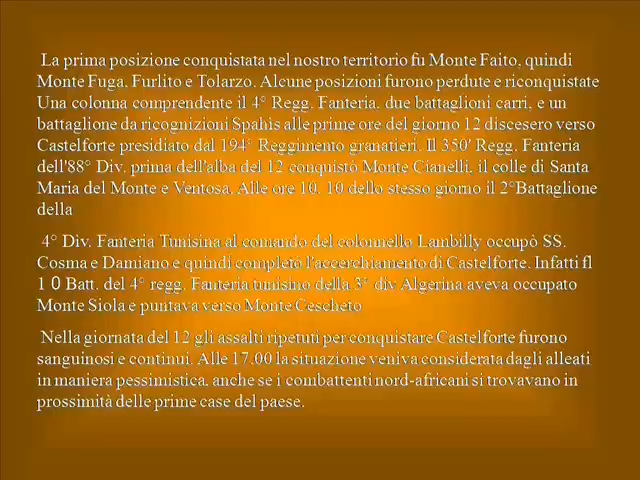 La prima posizione conquistata nel nostro territorio fu Monte Faito, quindi
Monte Fuga, Furlito e Tolarzo. Alcune posizioni furono perdute e riconquistate
Una colonna comprendente il 4° Regg. Fanteria, due battaglioni carri, e un
battaglione da ricognizioni Spahis alle prime ore del giorno 12 discesero verso
Castelforte presidiato dal 194° Reggimento granatieri. Il 350' Regg. Fanteria
dell'88° Div. prima dell'alba del 12 conquistò Monte Cianelli, il colle di Santa
Maria del Monte e Ventosa. Alle ore 10, 10 dello stesso giorno il 2°Battaglione
della
4° Div. Fanteria Tunisina al comando del colonnello Lambilly occupò SS.
Cosma e Damiano e quindi completò l'accerchiamento di Castelforte. Infatti fl
1 0 Batt. del 4° regg. Fanteria tunisino della 3° div Algerina aveva occupato
Monte Siola e puntava verso Monte Cescheto
Nella giornata del 12 gli assalti ripetuti per conquistare Castelforte furono
sanguinosi e continui. Alle 17.00 la situazione veniva considerata dagli alleati
in maniera pessimistica, anche se i combattenti nord-africani si trovavano in
prossimità delle prime case del paese.